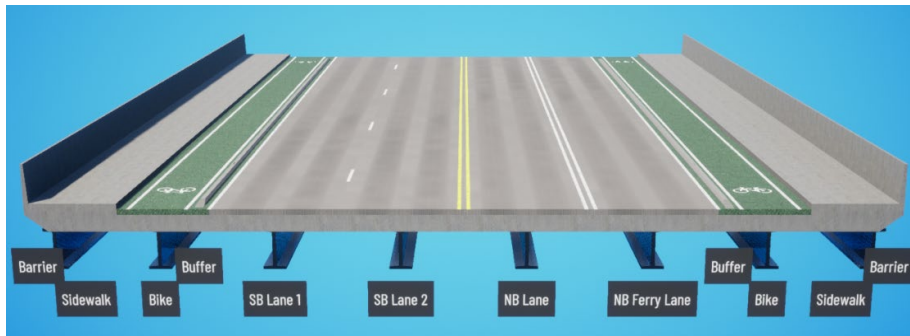 Barrier
Sidewalk
Bike
Buffer
SB Lane 1
SB Lane 2
NB Lane
NB Ferry Lane
Buffer
Bike
Sidewalk
Barrier